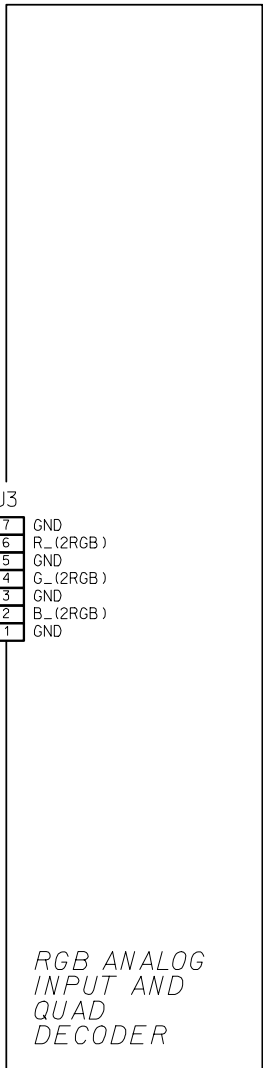 J3
7 GND
6 R_(2RGB)
5 GND
4 G_(2RGB)
3 GND
2 B_(2RGB)
1 GND
RGB ANALOG
INPUT AND
QUAD
DECODER